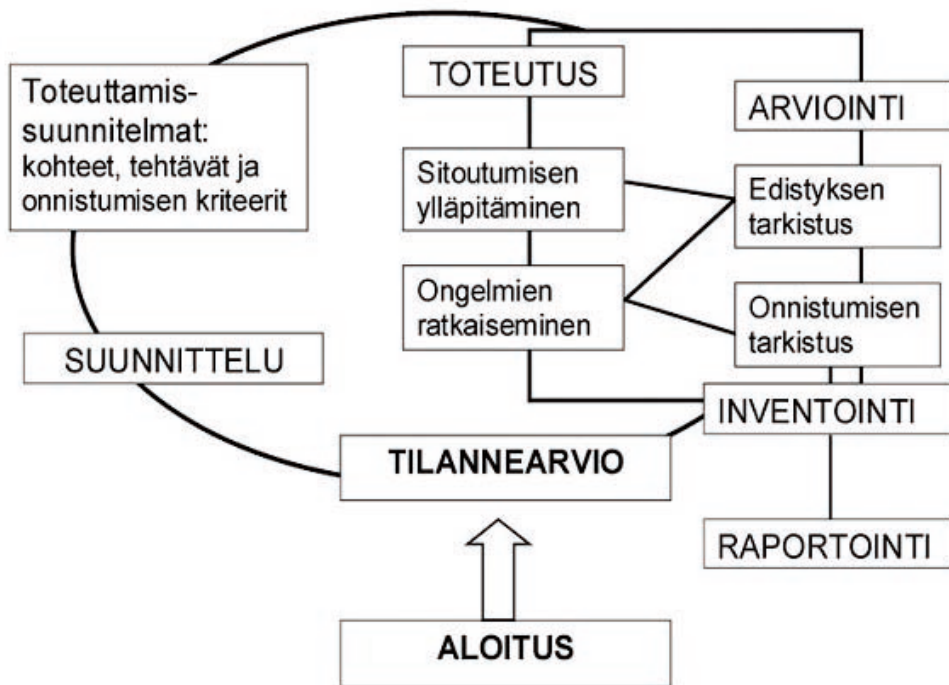 Toteuttamis-
suunnitelmat:
kohteet, tehtävät ja
onnistumisen kriteerit
SUUNNITTELU
TOTEUTUS
Sitoutumisen
ylläpitäminen
Ongelmien
ratkaiseminen
ARVIOINTI
Edistyksen
tarkistus
Onnistumisen
tarkistus
INVENTOINTI
RAPORTOINTI
TILANNEARVIO
ALOITUS